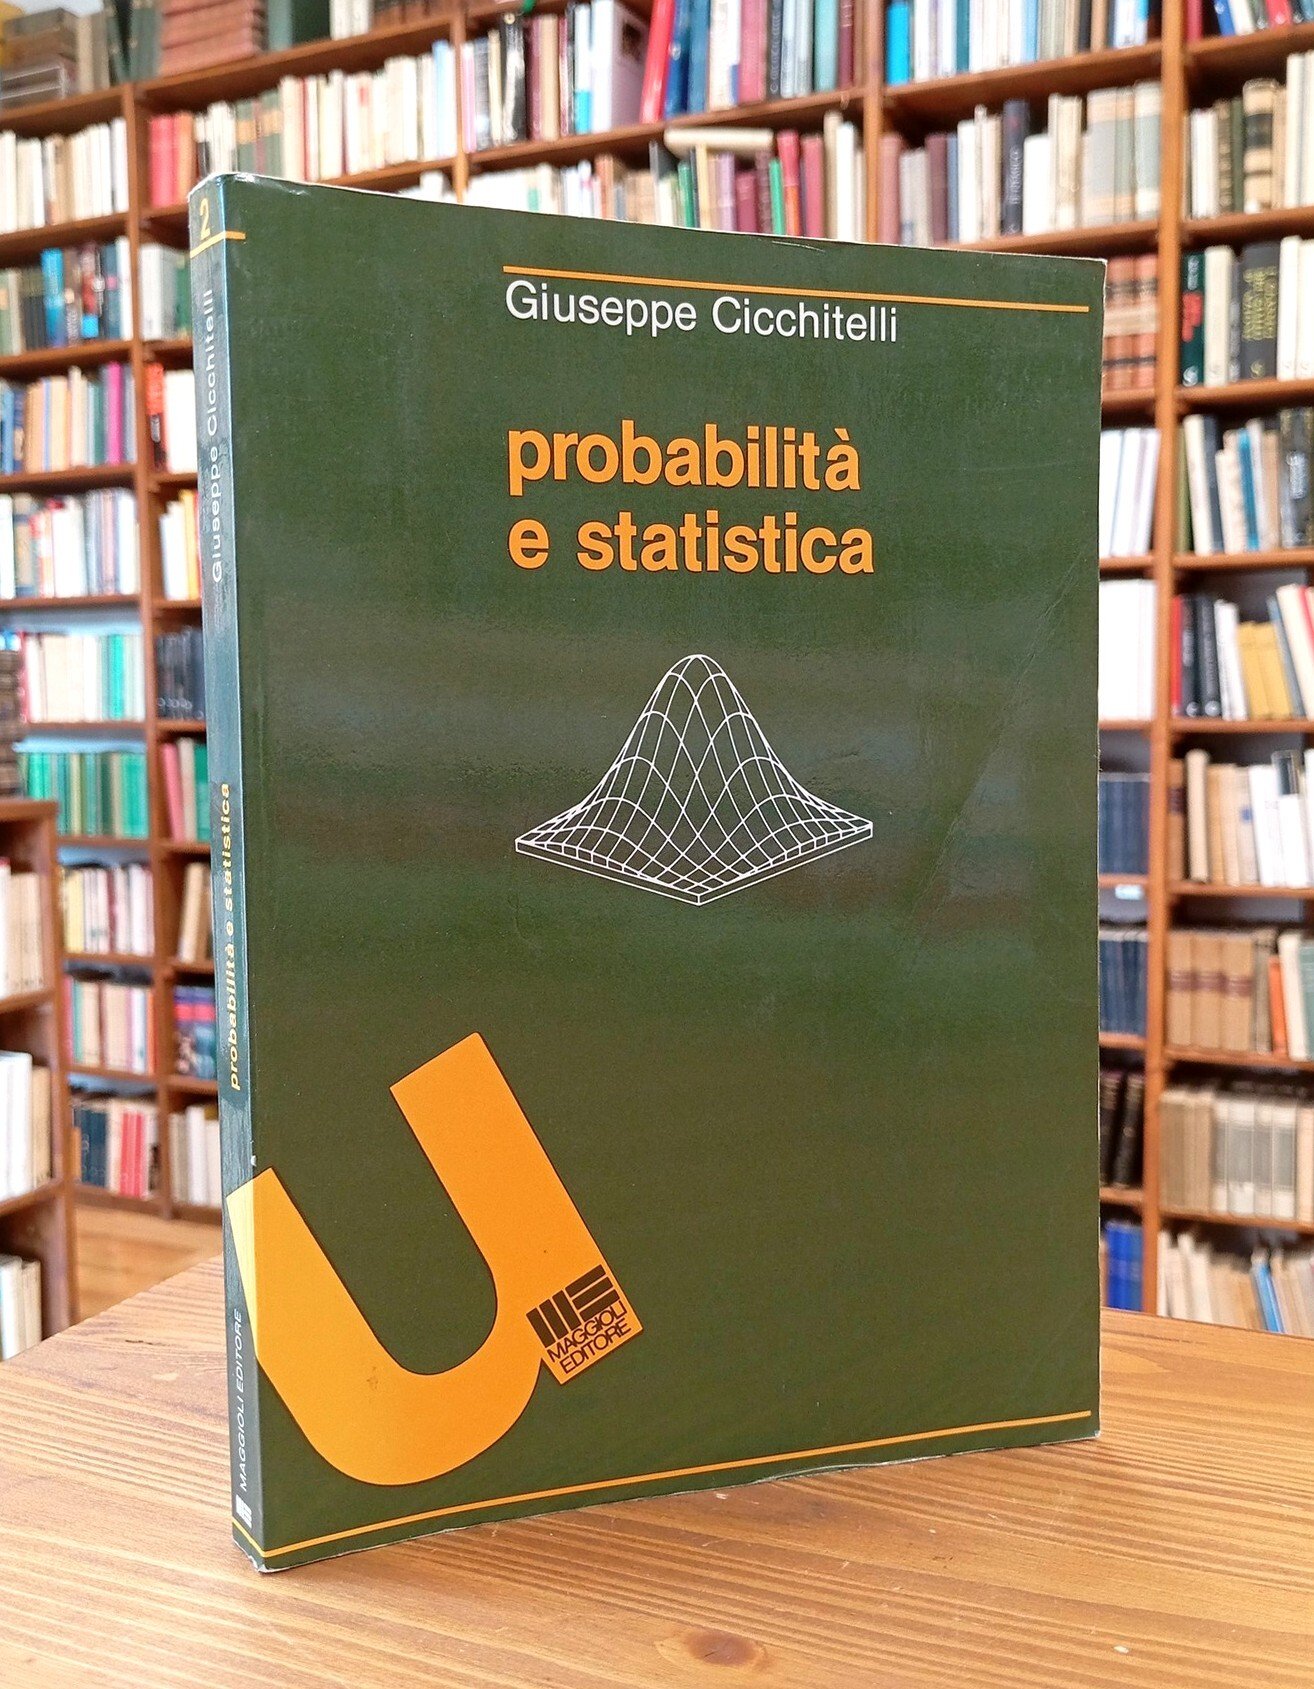 Giuseppe Cicchitelli
probabilità
e statistica
MAGGIOLI
EDITORE
2
Giuseppe Cicchitelli
probabilità e statistica
MAGGIOLI EDITORE